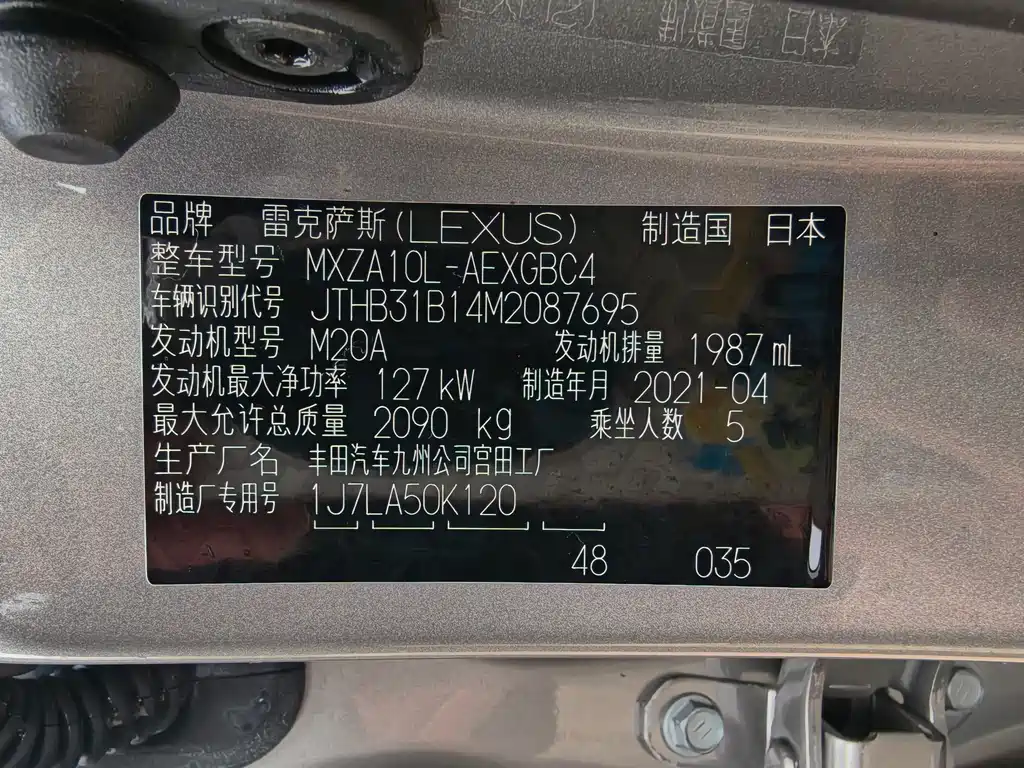 品牌 雷克萨斯(LEXUS) 制造国 日本
整车型号 MXZA10L-AEXGBC4
车辆识别代号 JTHB31B14M2087695
发动机型号 M20A 发动机排量 1987 mL
发动机最大净功率 127 kW 制造年月 2021-04
最大允许总质量 2090 kg 乘坐人数 5
生产厂名 丰田汽车九州公司宫田工厂
制造厂专用号 1J7LA50K120
48 035